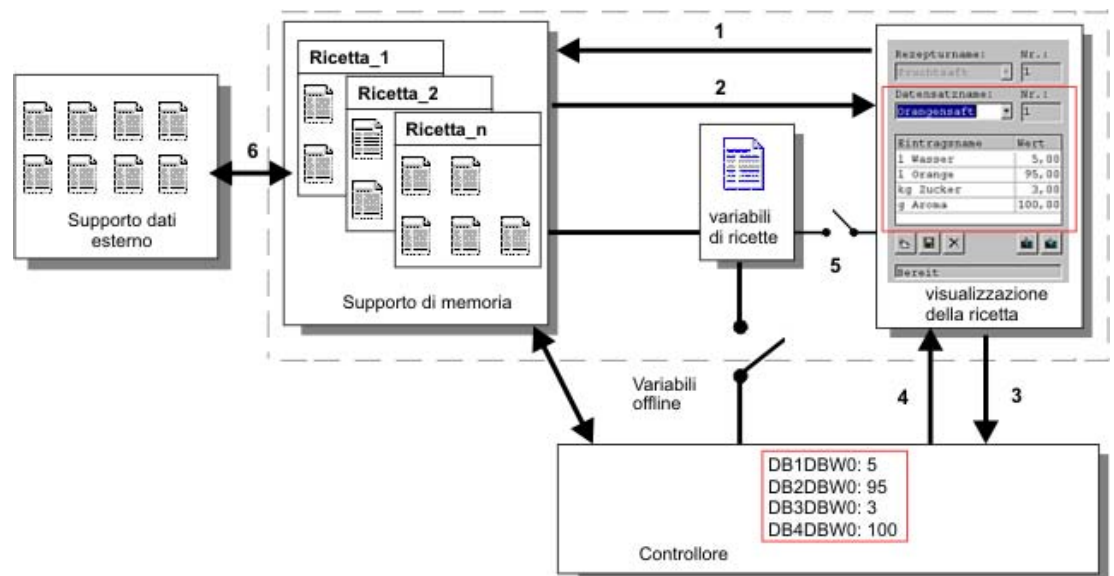 1
Ricetta_1
Ricetta_2
Ricetta_n
2
6
Supporto dati
esterno
Supporto di memoria
variabili
di ricette
5
Rezepturname: Nr.:
Fruchtsaft 1
Datensatzname: Nr.:
Orangensaft 1
Eintragsname Wert
l Wasser 5,00
l Orange 95,00
kg Zucker 3,00
g Aroma 100,00
Bereit
visualizzazione
della ricetta
Variabili
offline
4
3
DB1DBW0: 5
DB2DBW0: 95
DB3DBW0: 3
DB4DBW0: 100
Controllore